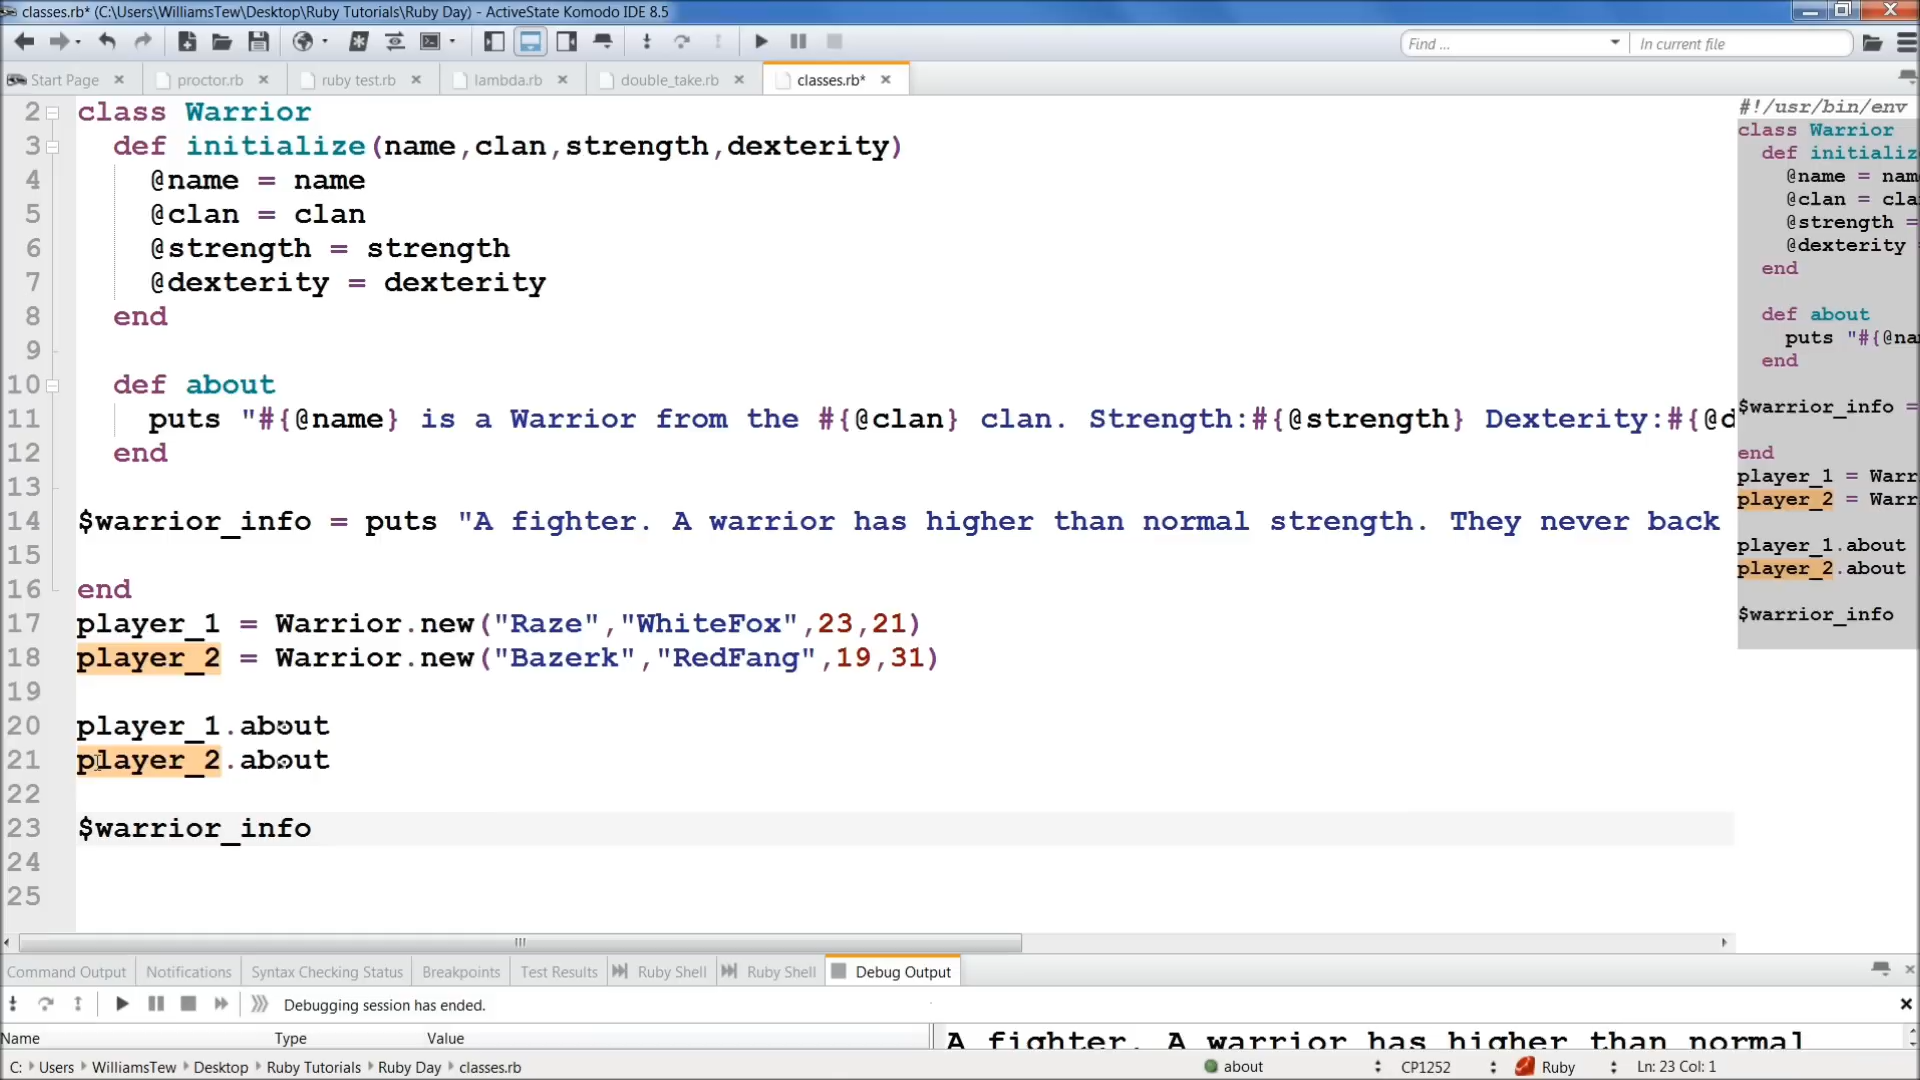 classes.rb* (C:\Users\WilliamsTew\Desktop\Ruby Tutorials\Ruby Day) - ActiveState Komodo IDE 8.5
Find ... In current file
Start Page proctor.rb ruby test.rb lambda.rb double_take.rb classes.rb*
2 class Warrior
3 def initialize(name,clan,strength,dexterity)
4 @name = name
5 @clan = clan
6 @strength = strength
7 @dexterity = dexterity
8 end
9
10 def about
11 puts "#{@name} is a Warrior from the #{@clan} clan. Strength:#{@strength} Dexterity:#{@d
12 end
13
14 $warrior_info = puts "A fighter. A warrior has higher than normal strength. They never back
15
16 end
17 player_1 = Warrior.new("Raze","WhiteFox",23,21)
18 player_2 = Warrior.new("Bazerk","RedFang",19,31)
19
20 player_1.about
21 player_2.about
22
23 $warrior_info
24
25
#!/usr/bin/env
class Warrior
def initializ
@name = nam
@clan = cla
@strength =
@dexterity =
end
def about
puts "#{@na
end
$warrior_info =
end
player_1 = Warr
player_2 = Warr
player_1.about
player_2.about
$warrior_info
Command Output Notifications Syntax Checking Status Breakpoints Test Results Ruby Shell Ruby Shell Debug Output
Debugging session has ended.
Name Type Value
A fighter. A warrior has higher than normal
C: Users WilliamsTew Desktop Ruby Tutorials Ruby Day classes.rb about CP1252 Ruby Ln: 23 Col: 1